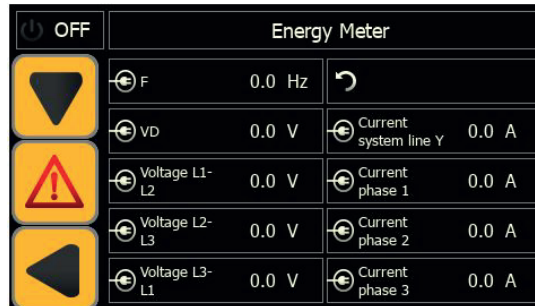 OFF
Energy Meter
F 0.0 Hz
VD 0.0 V
Current
system line Y 0.0 A
Voltage L1-
L2 0.0 V
Current
phase 1 0.0 A
Voltage L2-
L3 0.0 V
Current
phase 2 0.0 A
Voltage L3-
L1 0.0 V
Current
phase 3 0.0 A